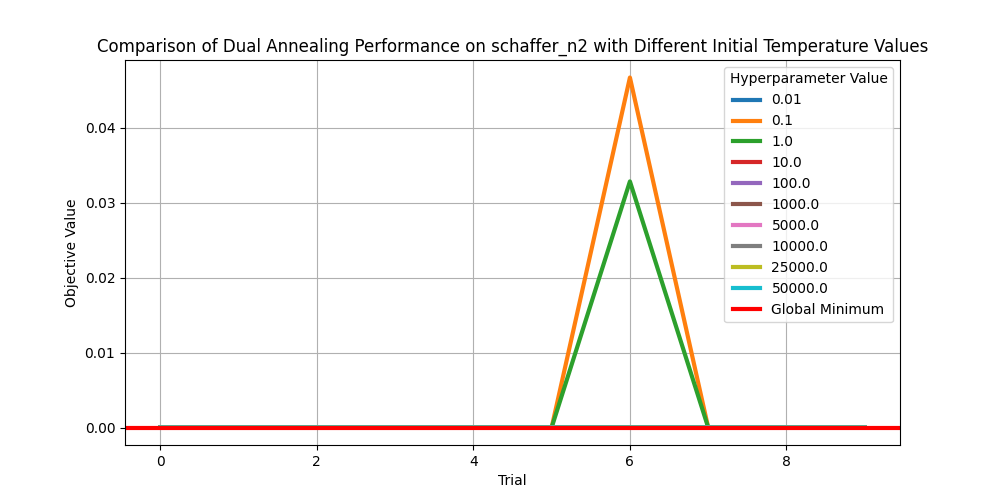 Comparison of Dual Annealing Performance on schaffer_n2 with Different Initial Temperature Values
Hyperparameter Value
0.01
0.1
1.0
10.0
100.0
1000.0
5000.0
10000.0
25000.0
50000.0
Global Minimum
Objective Value
0.04
0.03
0.02
0.01
0.00
0 2 4 6 8
Trial